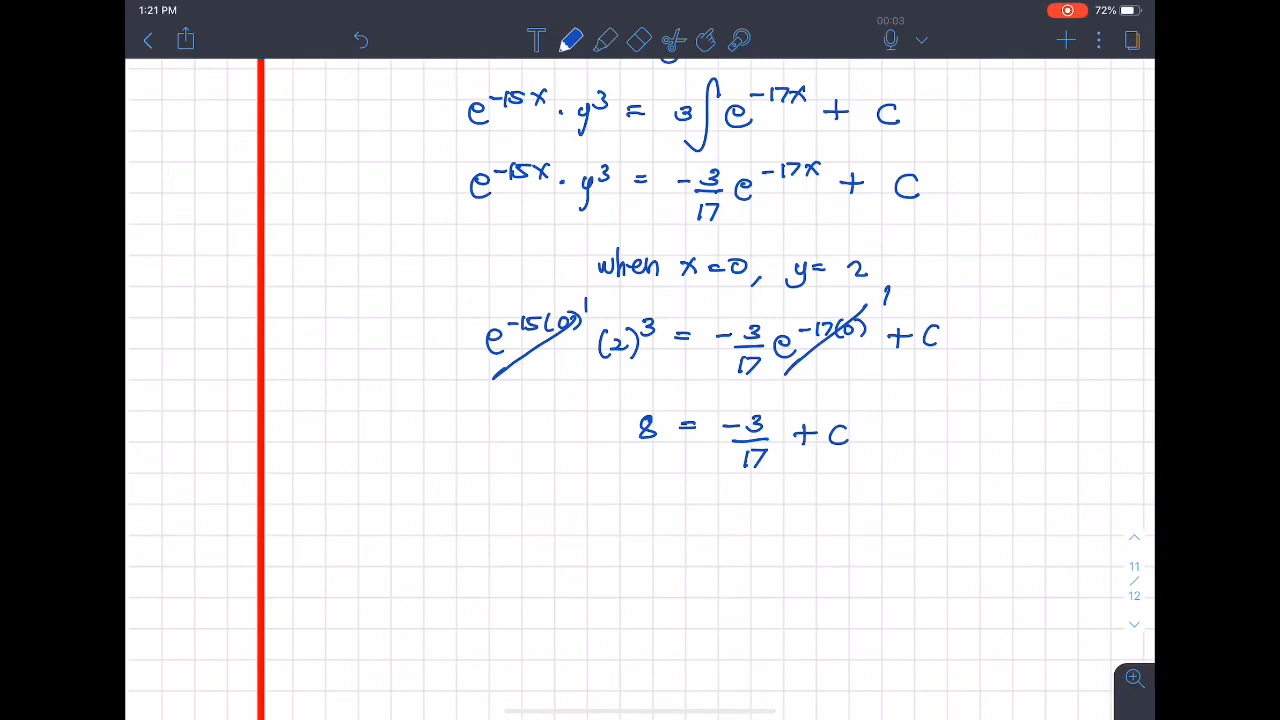 1:21 PM
72%
00:03
T
e^{-15x} · y^3 = 3∫e^{-17x} + C
e^{-15x} · y^3 = -3/17 e^{-17x} + C
when x=0, y= 2
e^{-15(0)} 1 (2)^3 = -3/17 e^{-17(0)} 1 + C
8 = -3/17 + C
11
/
12